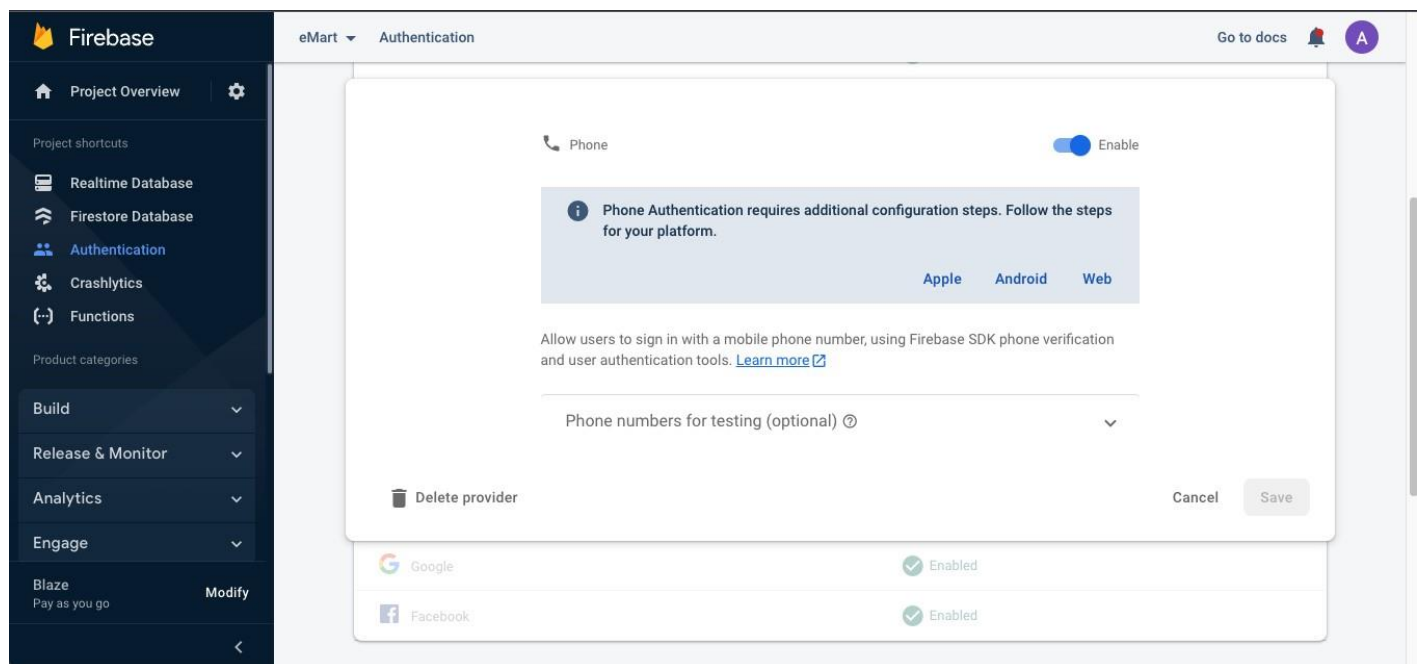 Firebase
eMart
Authentication
Go to docs
A
Project Overview
Project shortcuts
Realtime Database
Firestore Database
Authentication
Crashlytics
Functions
Product categories
Build
Release & Monitor
Analytics
Engage
Blaze
Pay as you go
Modify
Phone
Enable
Phone Authentication requires additional configuration steps. Follow the steps
for your platform.
Apple Android Web
Allow users to sign in with a mobile phone number, using Firebase SDK phone verification
and user authentication tools. Learn more
Phone numbers for testing (optional)
Delete provider
Cancel
Save
Google
Enabled
Facebook
Enabled